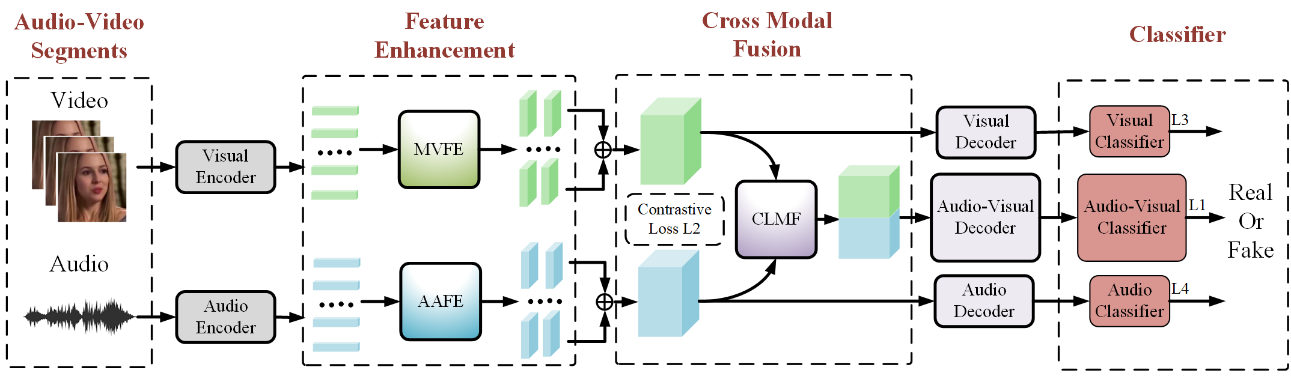 Audio-Video
Segments
Feature
Enhancement
Cross Modal
Fusion
Classifier
Video
Audio
Visual
Encoder
Audio
Encoder
MVFE
AAFE
Contrastive
Loss L2
CLMF
Visual
Decoder
Audio-Visual
Decoder
Audio
Decoder
Visual
Classifier
L3
Audio-Visual
Classifier
L1
Audio
Classifier
L4
Real
Or
Fake